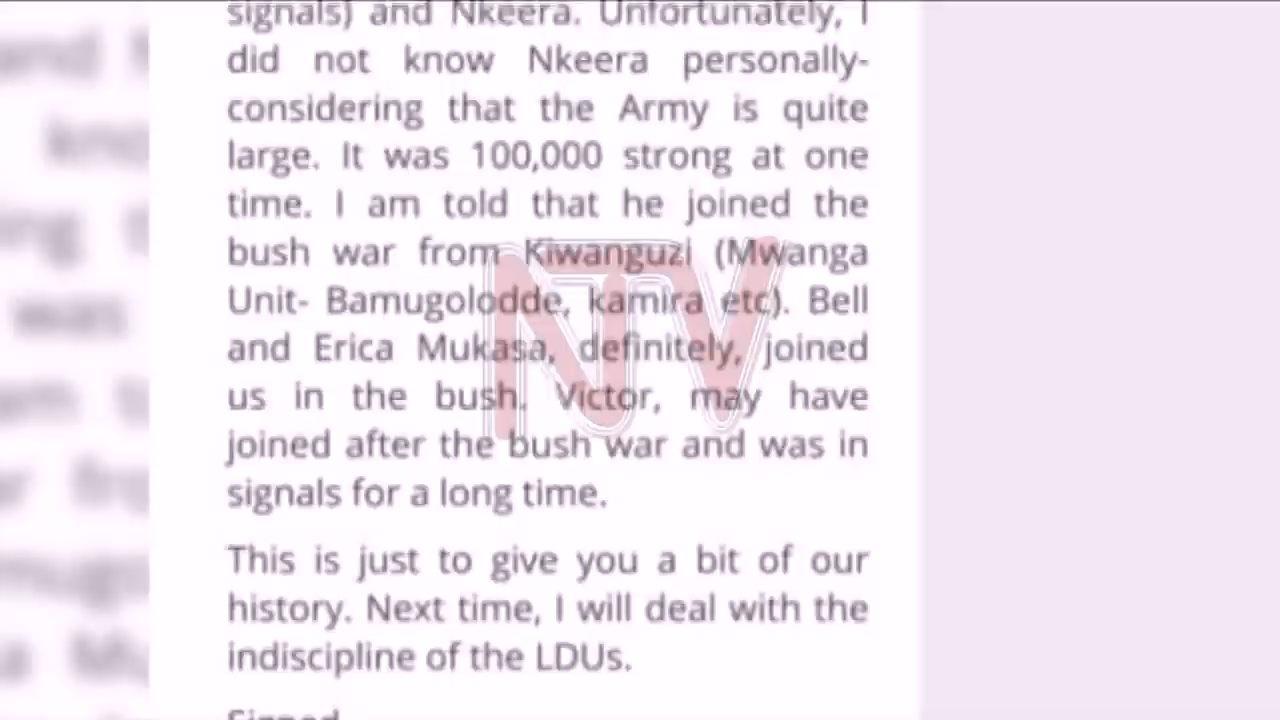 signals) and Nkeera. Unfortunately, I
did not know Nkeera personally-
considering that the Army is quite
large. It was 100,000 strong at one
time. I am told that he joined the
bush war from Kiwanguzi (Mwanga
Unit- Bamugolodde, kamira etc). Bell
and Erica Mukasa, definitely, joined
us in the bush. Victor, may have
joined after the bush war and was in
signals for a long time.
This is just to give you a bit of our
history. Next time, I will deal with the
indiscipline of the LDUs.
Signed
NTV